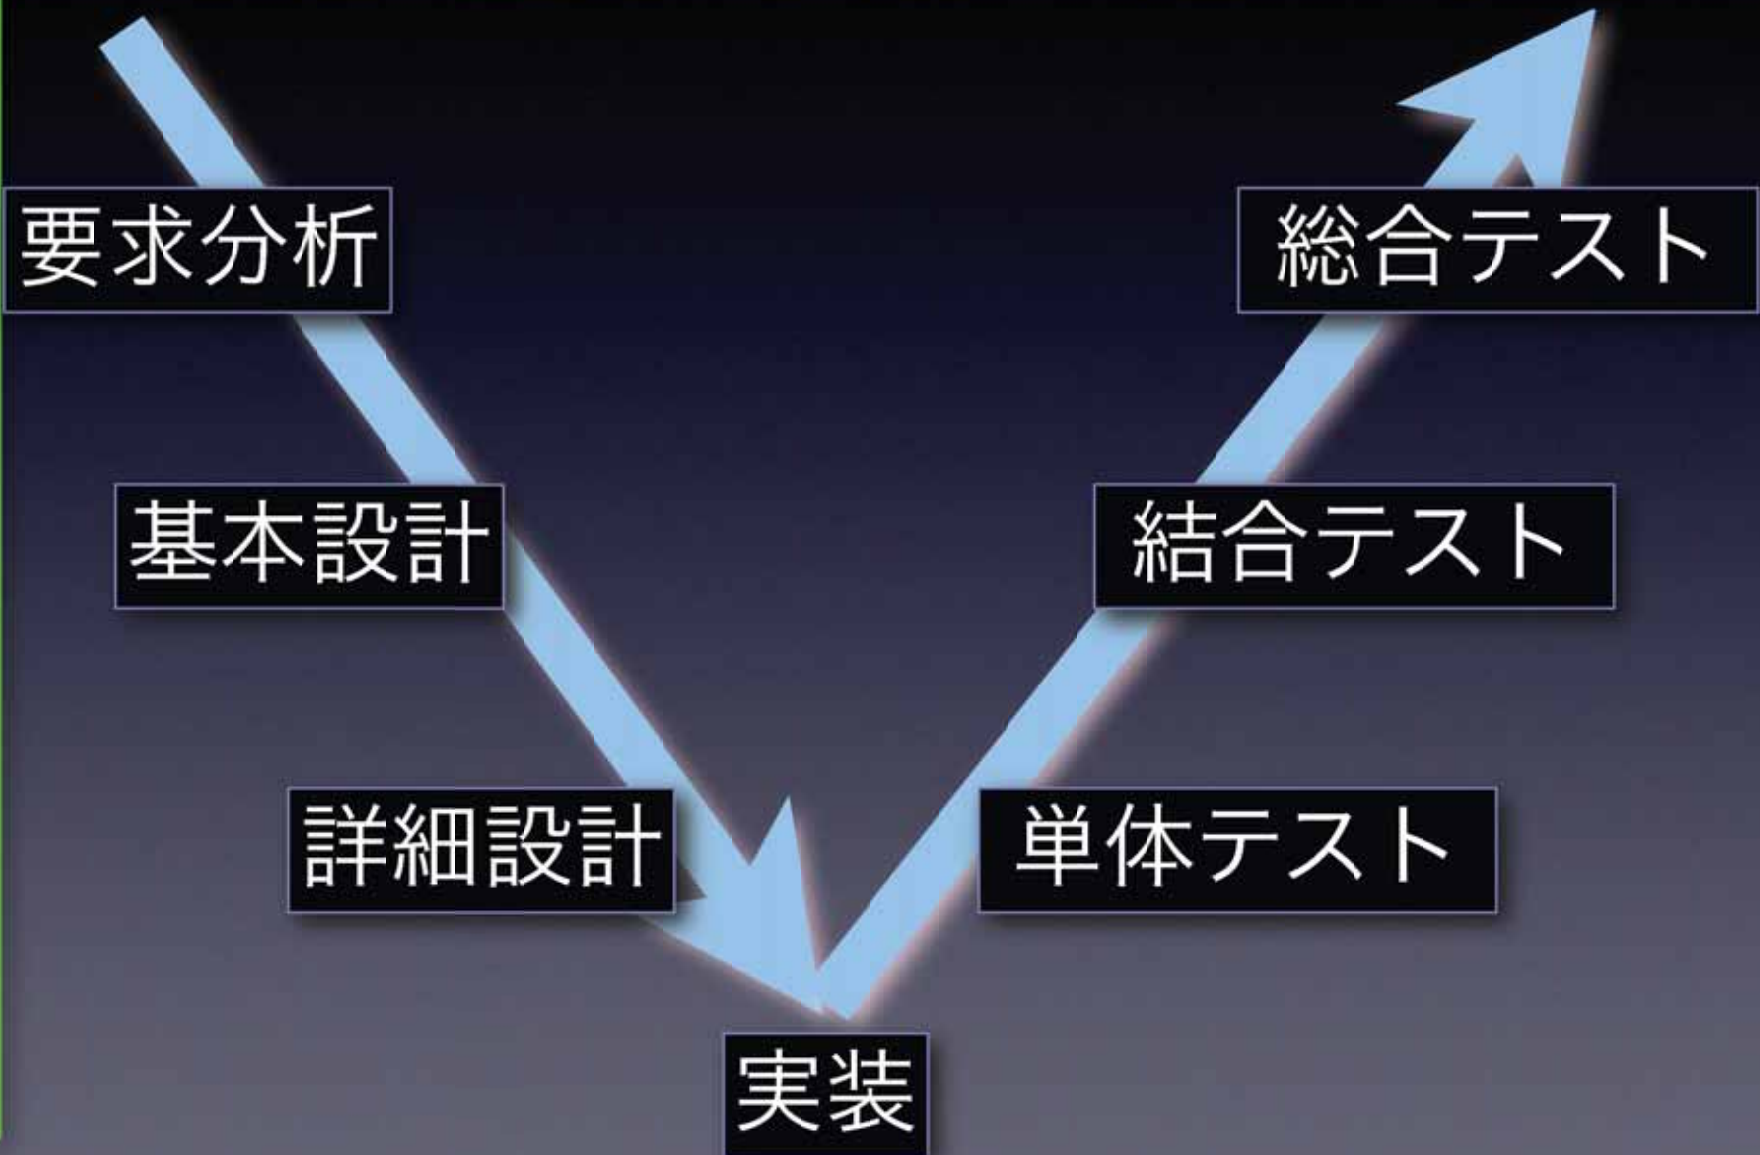 要求分析
総合テスト
基本設計
結合テスト
詳細設計
単体テスト
実装